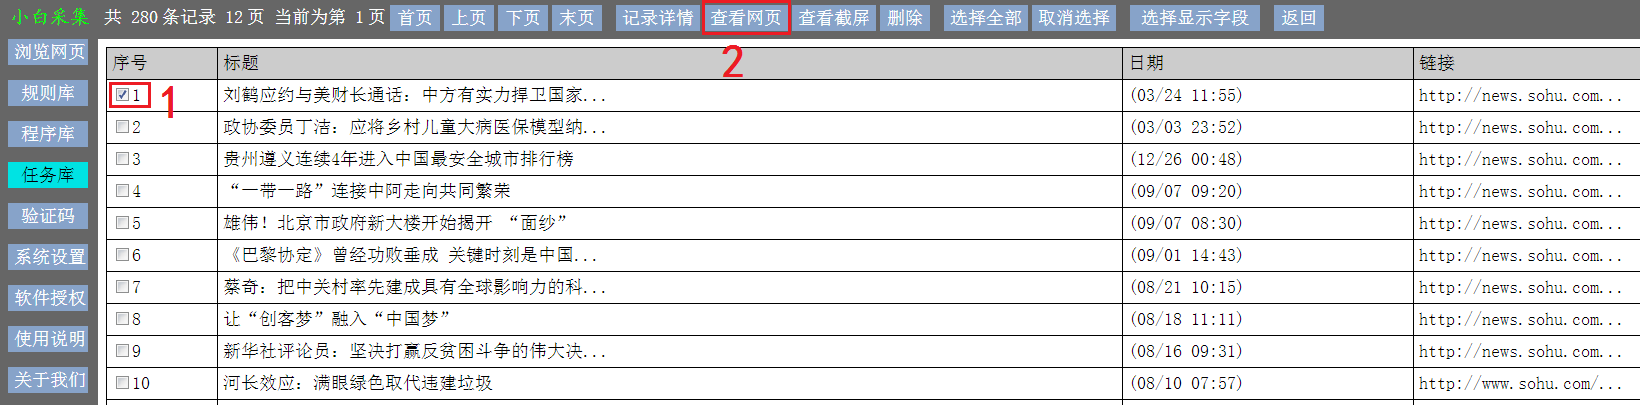 小白采集 共 280条记录 12页 当前为第 1页 首页 上页 下页 末页 记录详情 查看网页 查看截屏 删除 选择全部 取消选择 选择显示字段 返回
2
浏览网页
规则库
程序库
任务库
验证码
系统设置
软件授权
使用说明
关于我们
序号 标题 日期 链接
1 刘鹤应约与美财长通话：中方有实力捍卫国家... (03/24 11:55) http://news.sohu.com...
1
2 政协委员丁洁：应将乡村儿童大病医保模型纳... (03/03 23:52) http://news.sohu.com...
3 贵州遵义连续4年进入中国最安全城市排行榜 (12/26 00:48) http://news.sohu.com...
4 “一带一路”连接中阿走向共同繁荣 (09/07 09:20) http://news.sohu.com...
5 雄伟！北京市政府新大楼开始揭开 “面纱” (09/07 08:30) http://news.sohu.com...
6 《巴黎协定》曾经功败垂成 关键时刻是中国... (09/01 14:43) http://news.sohu.com...
7 蔡奇：把中关村率先建成具有全球影响力的科... (08/21 10:15) http://news.sohu.com...
8 让“创客梦”融入“中国梦” (08/18 11:11) http://news.sohu.com...
9 新华社评论员：坚决打赢反贫困斗争的伟大决... (08/16 09:31) http://news.sohu.com...
10 河长效应：满眼绿色取代违建垃圾 (08/10 07:57) http://www.sohu.com/...